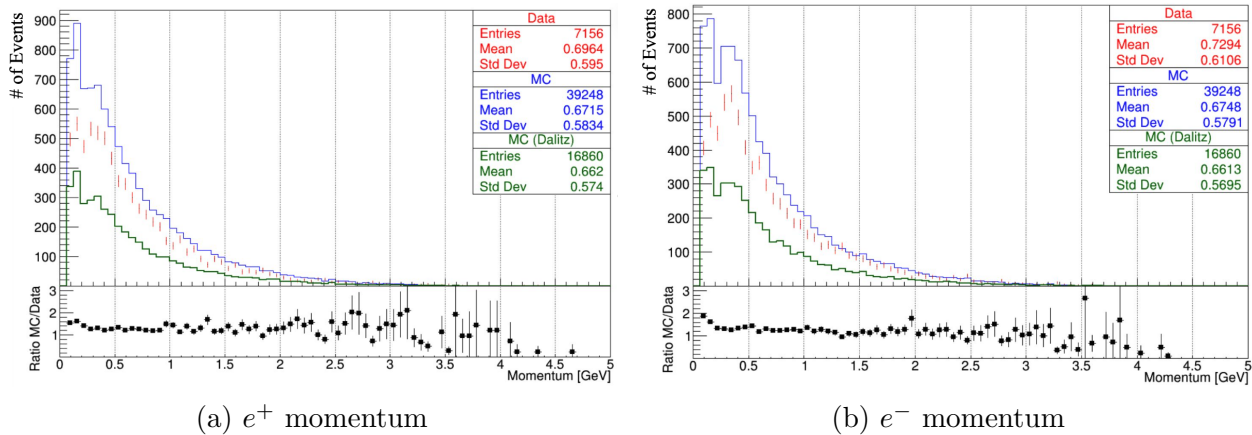 # of Events
900
800
700
600
500
400
300
200
100
Data
Entries 7156
Mean 0.6964
Std Dev 0.595
MC
Entries 39248
Mean 0.6715
Std Dev 0.5834
MC (Dalitz)
Entries 16860
Mean 0.662
Std Dev 0.574
Ratio MC/Data
3
2
1
0 0.5 1 1.5 2 2.5 3 3.5 4 4.5 5
Momentum [GeV]
(a) e⁺ momentum
# of Events
800
700
600
500
400
300
200
100
Data
Entries 7156
Mean 0.7294
Std Dev 0.6106
MC
Entries 39248
Mean 0.6748
Std Dev 0.5791
MC (Dalitz)
Entries 16860
Mean 0.6613
Std Dev 0.5695
Ratio MC/Data
3
2
1
0 0.5 1 1.5 2 2.5 3 3.5 4 4.5 5
Momentum [GeV]
(b) e⁻ momentum